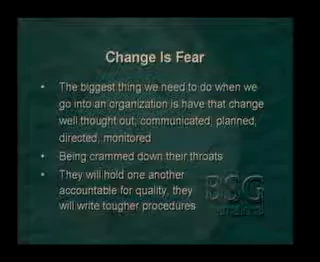 Change Is Fear
• The biggest thing we need to do when we
go into an organization is have that change
well thought out, communicated, planned,
directed, monitored
• Being crammed down their throats
• They will hold one another
accountable for quality, they
will write tougher procedures
BSG